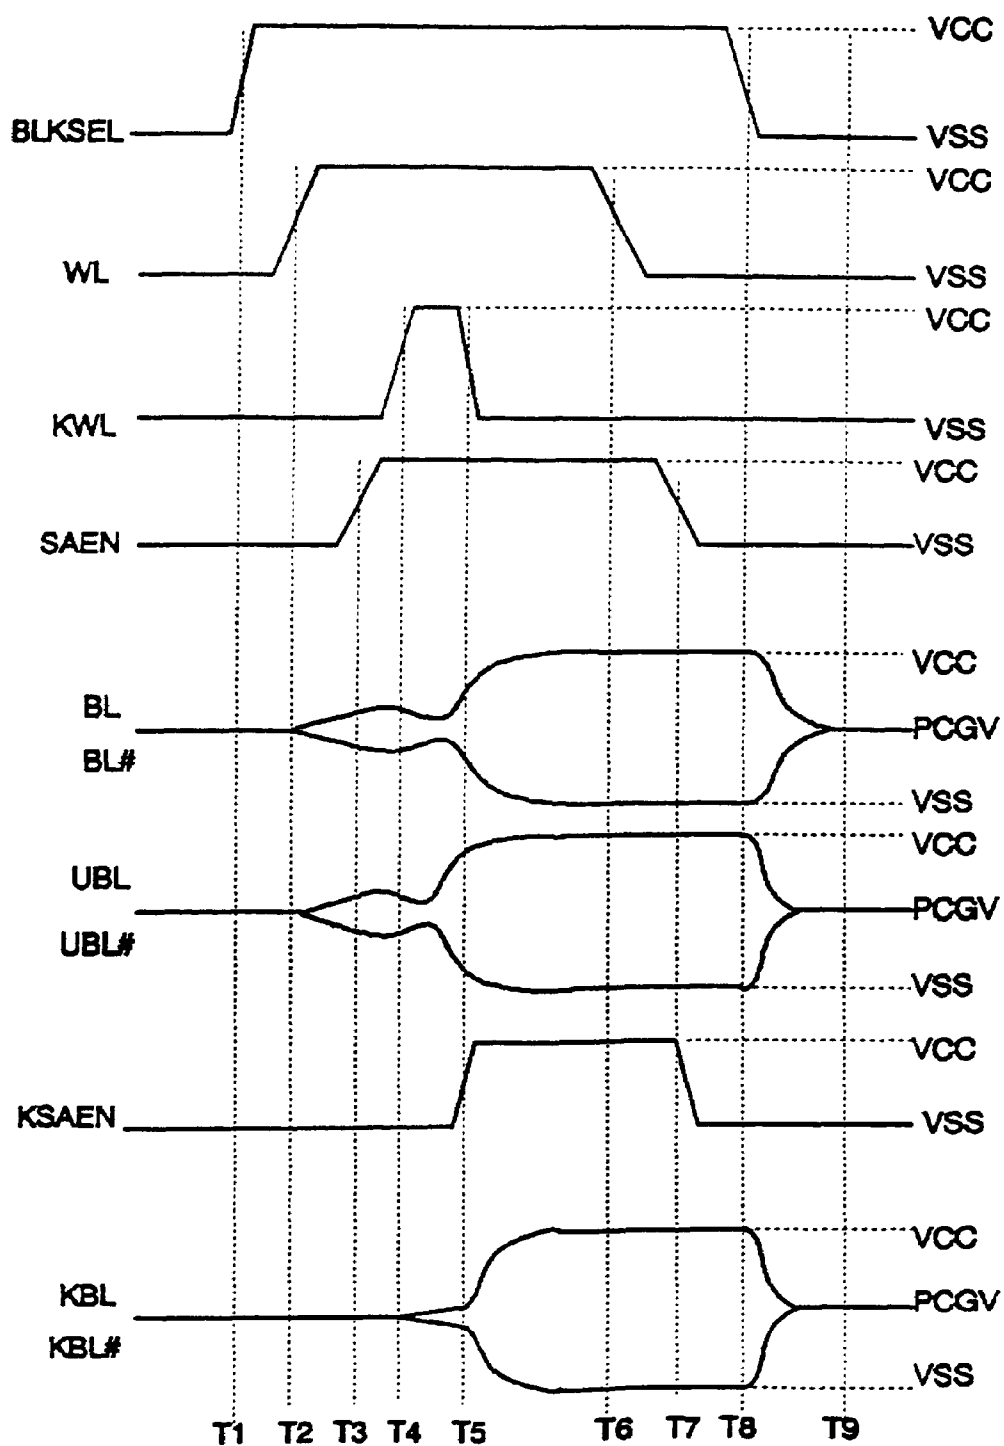 VCC
BLKSEL
VSS
VCC
WL
VSS
VCC
KWL
VSS
VCC
SAEN
VSS
VCC
BL
PCGV
BL#
VSS
VCC
UBL
PCGV
UBL#
VSS
VCC
KSAEN
VSS
VCC
KBL
PCGV
KBL#
VSS
T1 T2 T3 T4 T5 T6 T7 T8 T9